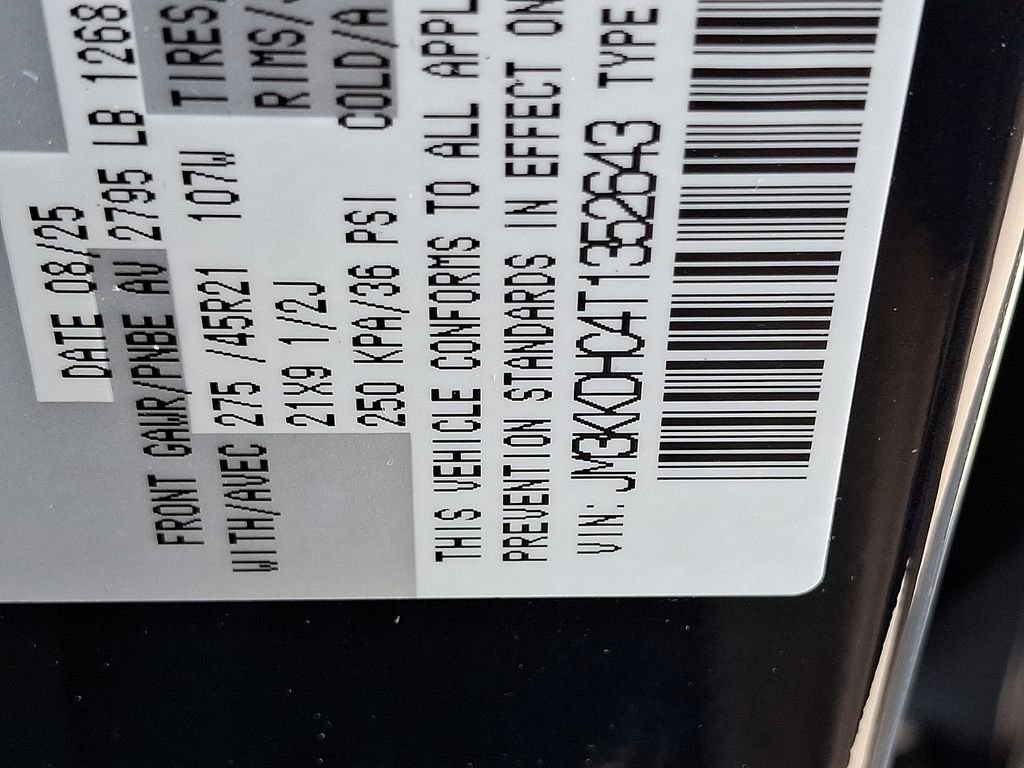 DATE 08/25
FRONT GAWR/PNBE AV 2795 LB 1268
WITH/AVEC 275 /45R21 107W TIRES/
21X9 1/2J RIMS/
250 KPA/36 PSI COLD/A
THIS VEHICLE CONFORMS TO ALL APPL
PREVENTION STANDARDS IN EFFECT ON
VIN: JM3KKDHC4T1352643 TYPE